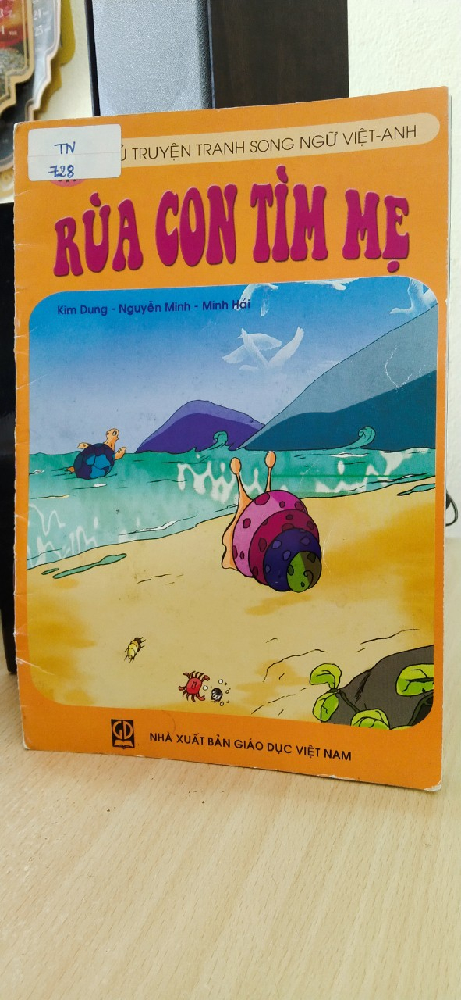 TN
728
TRUYỆN TRANH SONG NGỮ VIỆT-ANH
RÙA CON TÌM MẸ
Kim Dung - Nguyễn Minh - Minh Hải
GD
NHÀ XUẤT BẢN GIÁO DỤC VIỆT NAM